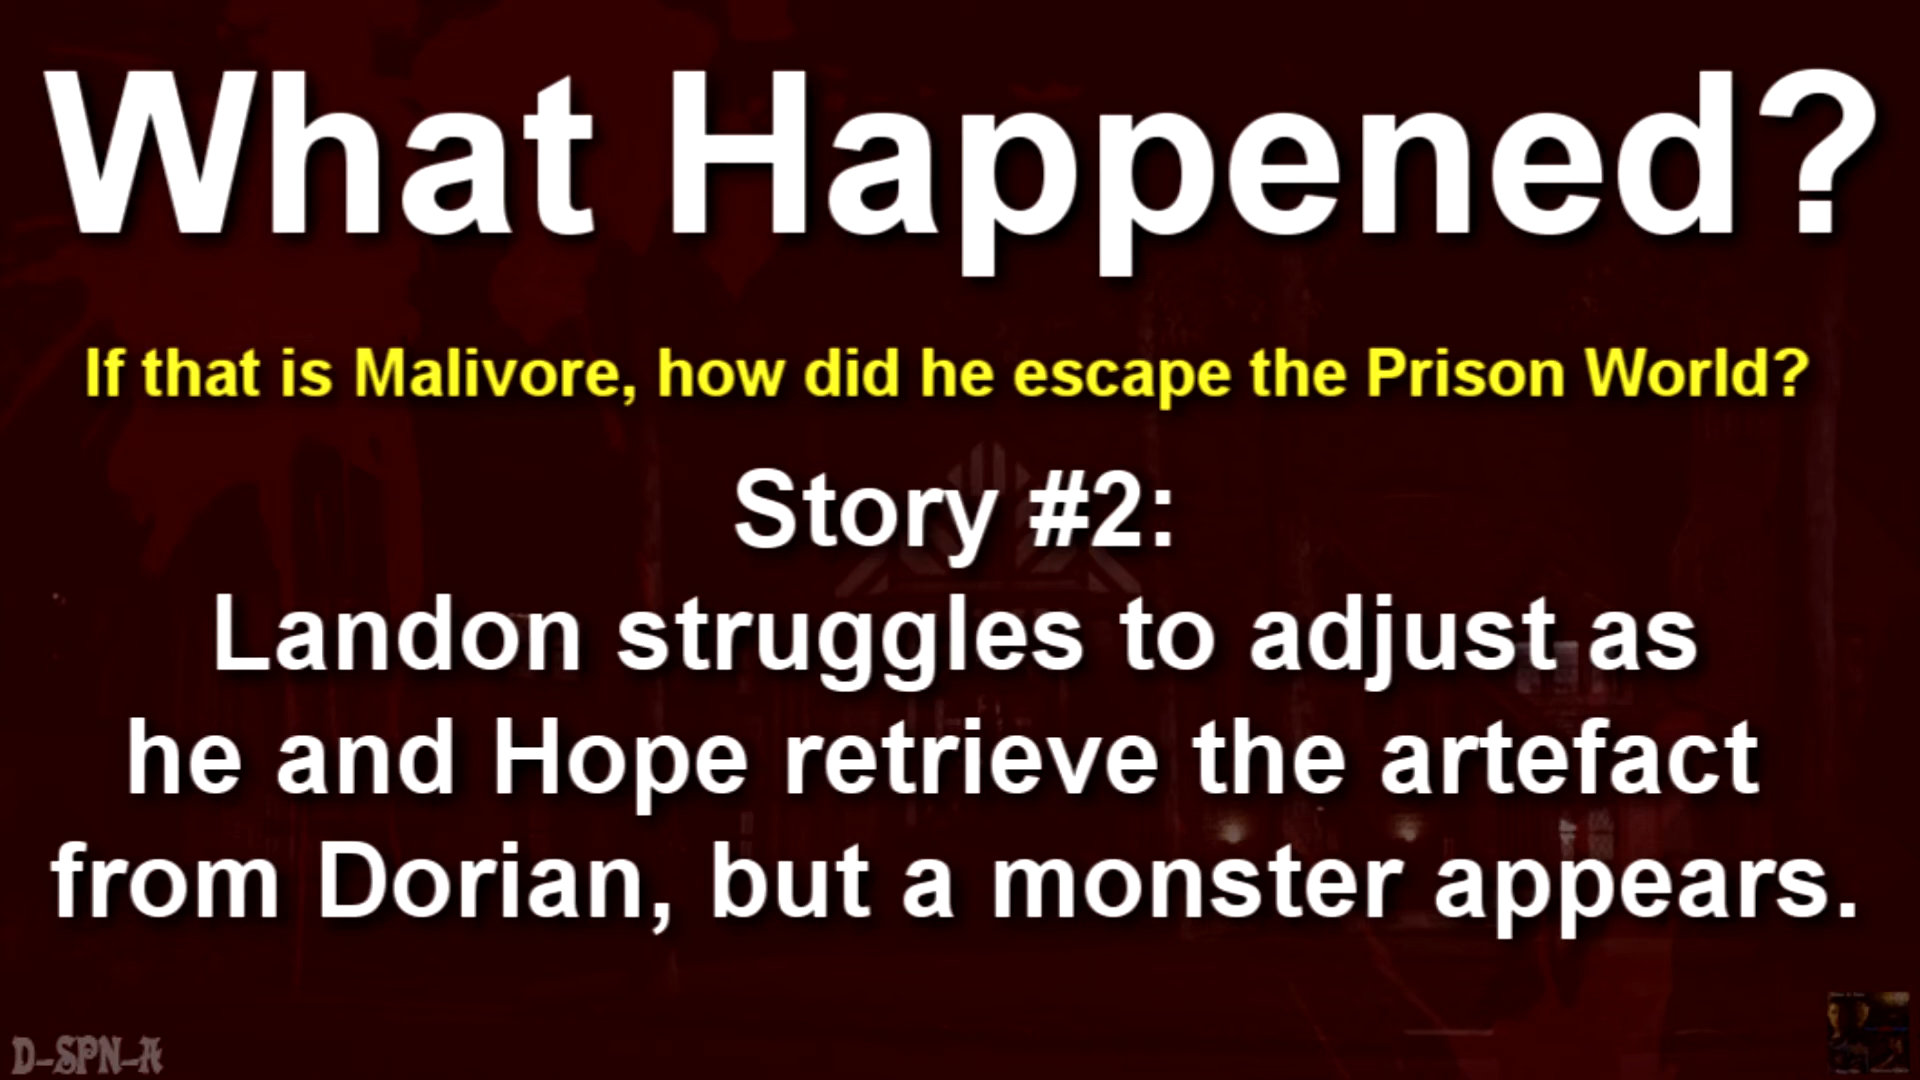 What Happened?
If that is Malivore, how did he escape the Prison World?
Story #2:
Landon struggles to adjust as
he and Hope retrieve the artefact
from Dorian, but a monster appears.
D-SPN-A